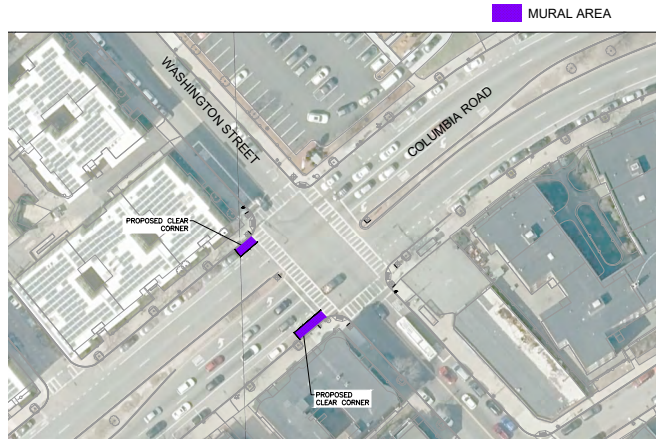 MURAL AREA
WASHINGTON STREET
COLUMBIA ROAD
PROPOSED CLEAR
CORNER
PROPOSED
CLEAR CORNER